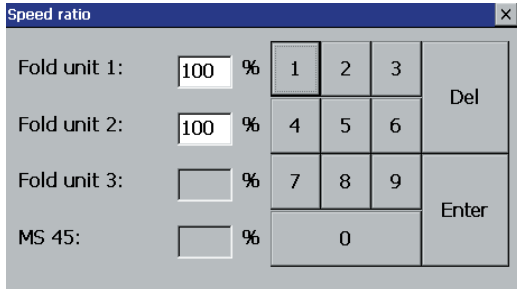 Speed ratio
Fold unit 1: 100 % 1 2 3 Del
Fold unit 2: 100 % 4 5 6
Fold unit 3: % 7 8 9 Enter
MS 45: % 0